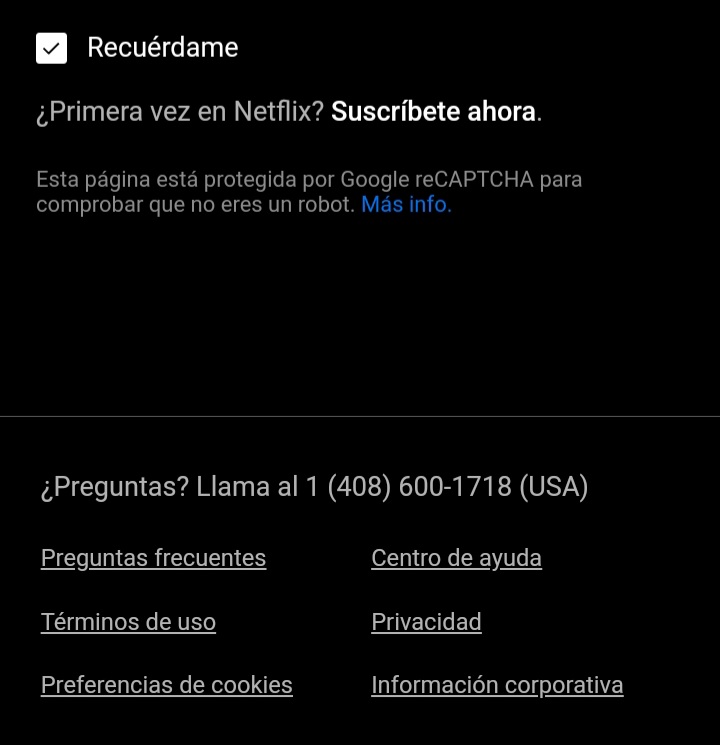 Recuérdame
¿Primera vez en Netflix? Suscríbete ahora.
Esta página está protegida por Google reCAPTCHA para
comprobar que no eres un robot. Más info.
¿Preguntas? Llama al 1 (408) 600-1718 (USA)
Preguntas frecuentes
Centro de ayuda
Términos de uso
Privacidad
Preferencias de cookies
Información corporativa